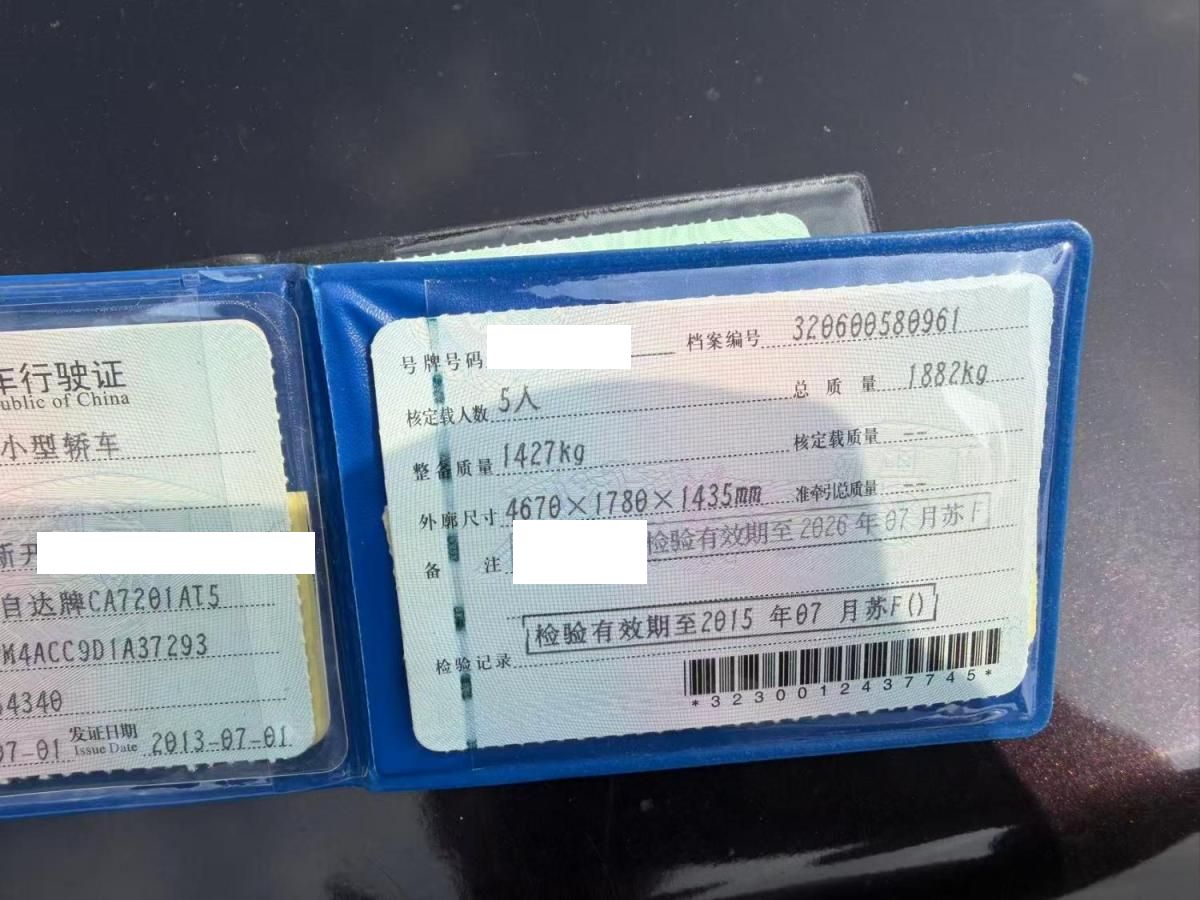 车行死证
ublic of China
小型轿车
新开
自达牌CA7201AT5
M4ACC9D1A37293
54340
07-01 发证日期 Issue Date 2013-07-01
号牌号码 档案编号 320600580961
核定载人数 5人 总质量 1882kg
整备质量 1427kg 核定载质量 --
外廓尺寸 4670×1780×1435mm 准牵引总质量 --
备注 检验有效期至2026年07月苏F
检验有效期至2015年07月苏F()
检验记录
*3230012437745*